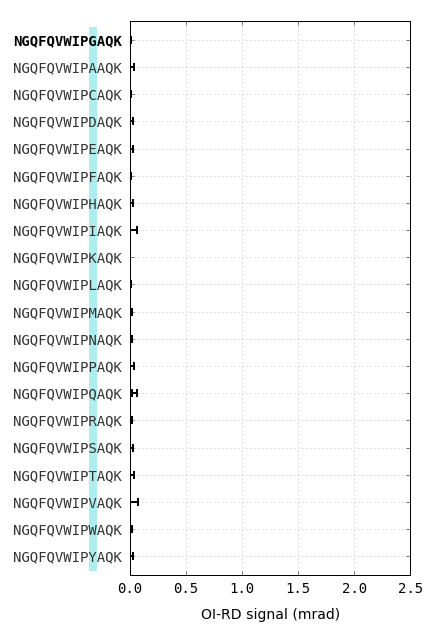 NGQFQVWIPGAQK
NGQFQVWIPAAQK
NGQFQVWIPCAQK
NGQFQVWIPDAQK
NGQFQVWIPEAQK
NGQFQVWIPFAQK
NGQFQVWIPHAQK
NGQFQVWIPIAQK
NGQFQVWIPKAQK
NGQFQVWIPLAQK
NGQFQVWIPMAQK
NGQFQVWIPNAQK
NGQFQVWIPPAQK
NGQFQVWIPQAQK
NGQFQVWIPRAQK
NGQFQVWIPSAQK
NGQFQVWIPTAQK
NGQFQVWIPVAQK
NGQFQVWIPWAQK
NGQFQVWIPYAQK
0.0 0.5 1.0 1.5 2.0 2.5
OI-RD signal (mrad)